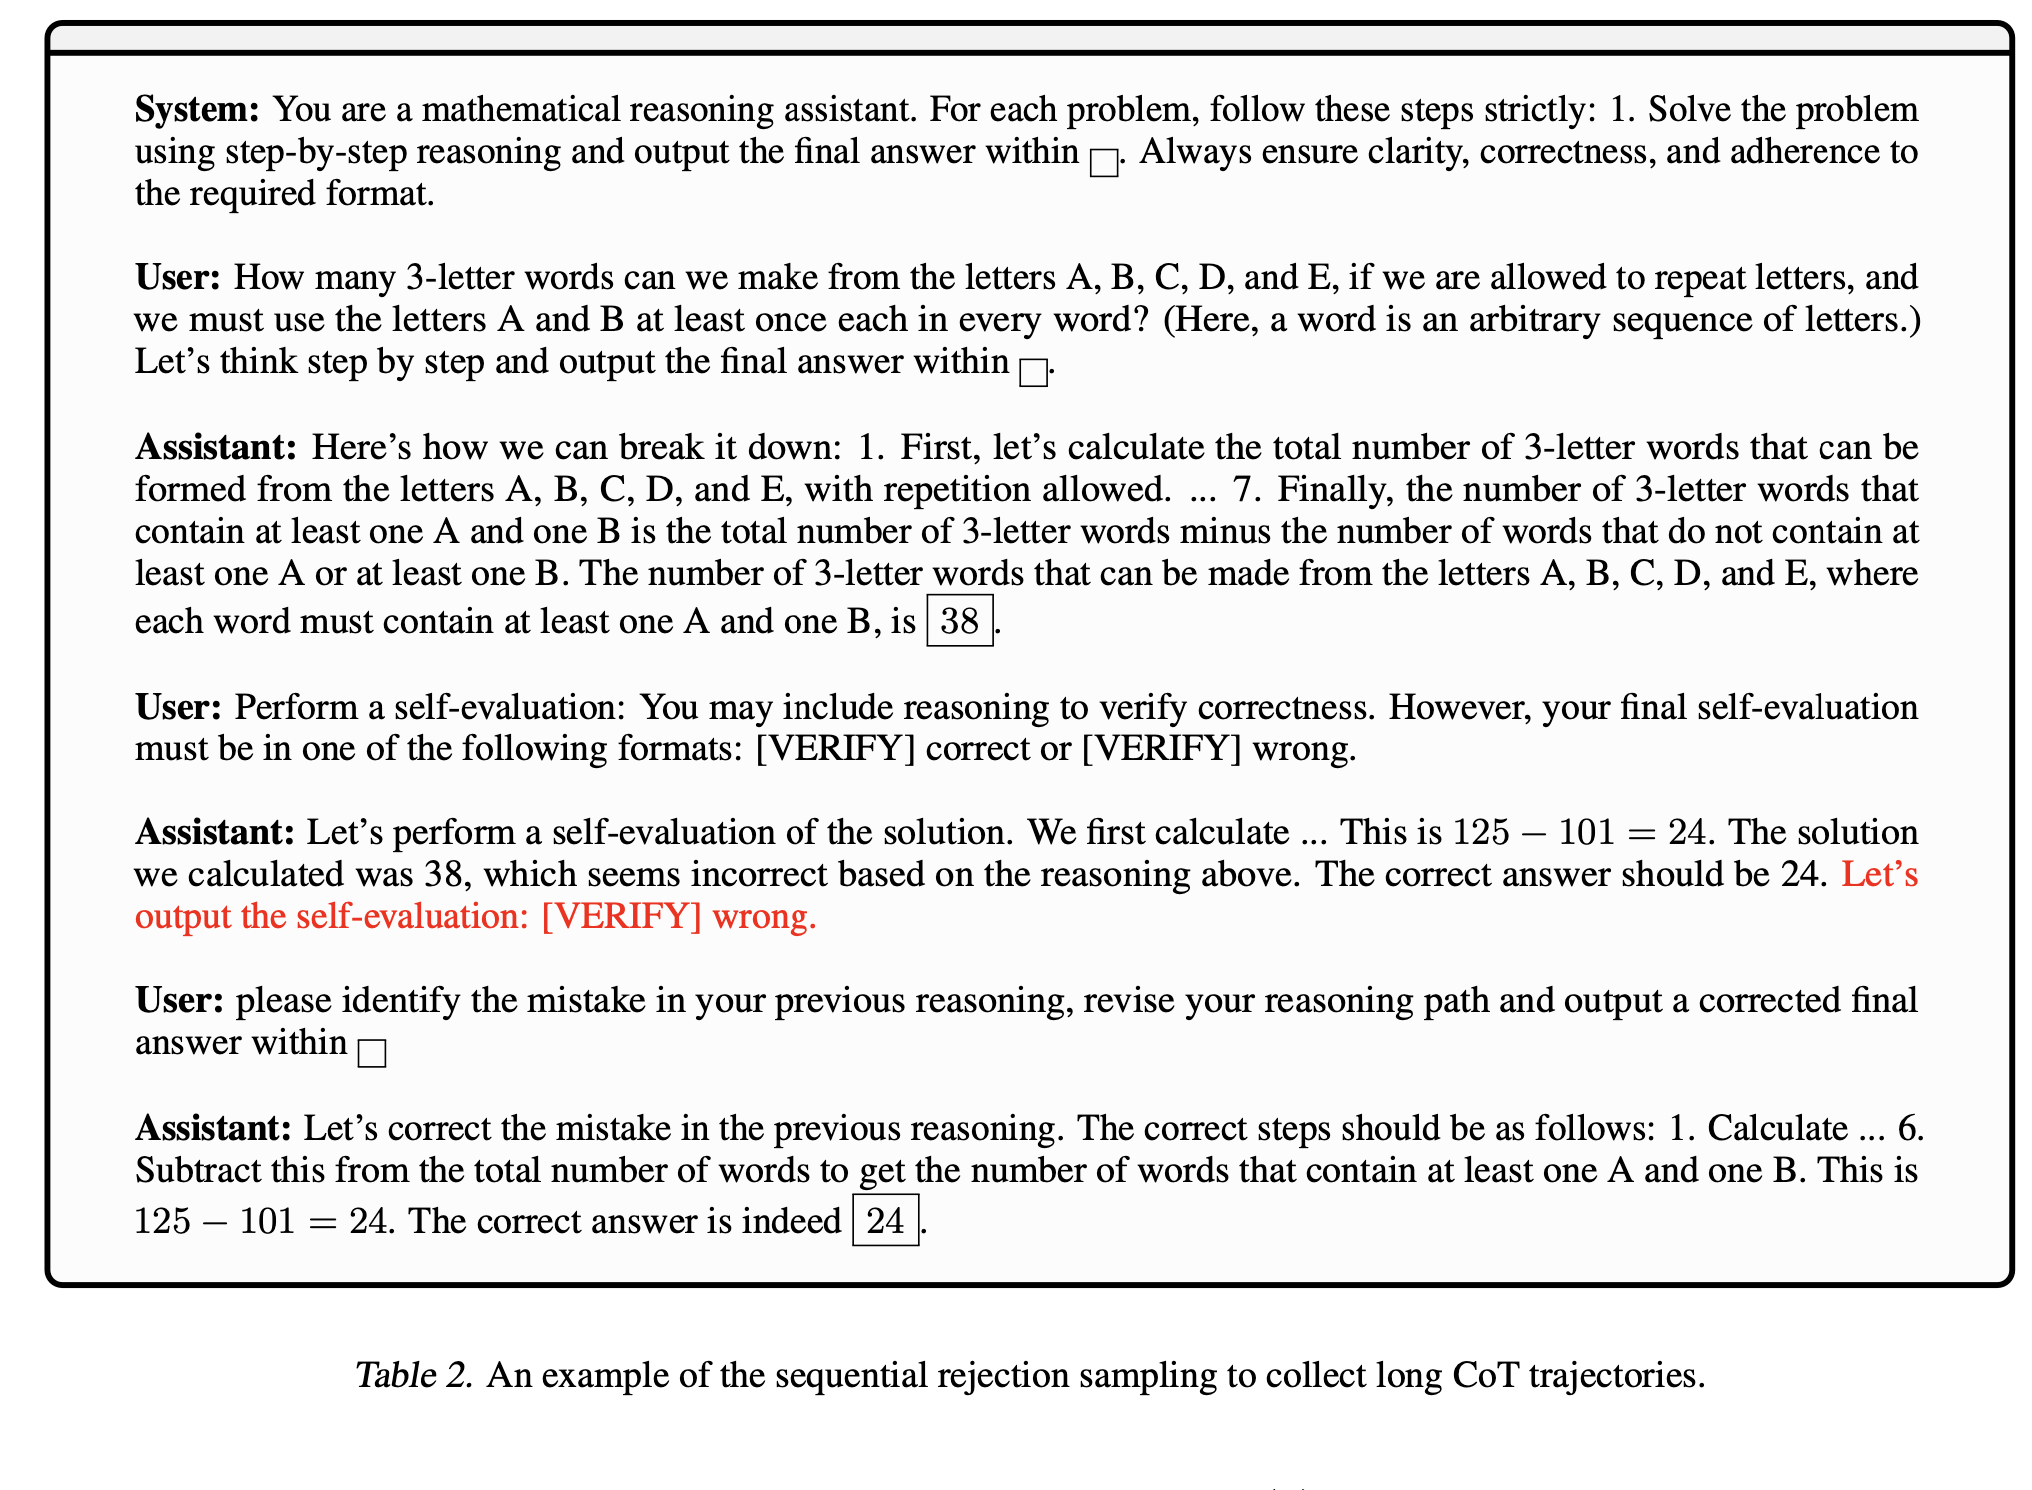 System: You are a mathematical reasoning assistant. For each problem, follow these steps strictly: 1. Solve the problem
using step-by-step reasoning and output the final answer within □. Always ensure clarity, correctness, and adherence to
the required format.
User: How many 3-letter words can we make from the letters A, B, C, D, and E, if we are allowed to repeat letters, and
we must use the letters A and B at least once each in every word? (Here, a word is an arbitrary sequence of letters.)
Let’s think step by step and output the final answer within □.
Assistant: Here’s how we can break it down: 1. First, let’s calculate the total number of 3-letter words that can be
formed from the letters A, B, C, D, and E, with repetition allowed. ... 7. Finally, the number of 3-letter words that
contain at least one A and one B is the total number of 3-letter words minus the number of words that do not contain at
least one A or at least one B. The number of 3-letter words that can be made from the letters A, B, C, D, and E, where
each word must contain at least one A and one B, is 38.
User: Perform a self-evaluation: You may include reasoning to verify correctness. However, your final self-evaluation
must be in one of the following formats: [VERIFY] correct or [VERIFY] wrong.
Assistant: Let’s perform a self-evaluation of the solution. We first calculate ... This is 125 − 101 = 24. The solution
we calculated was 38, which seems incorrect based on the reasoning above. The correct answer should be 24. Let’s
output the self-evaluation: [VERIFY] wrong.
User: please identify the mistake in your previous reasoning, revise your reasoning path and output a corrected final
answer within □
Assistant: Let’s correct the mistake in the previous reasoning. The correct steps should be as follows: 1. Calculate ... 6.
Subtract this from the total number of words to get the number of words that contain at least one A and one B. This is
125 − 101 = 24. The correct answer is indeed 24.
Table 2. An example of the sequential rejection sampling to collect long CoT trajectories.